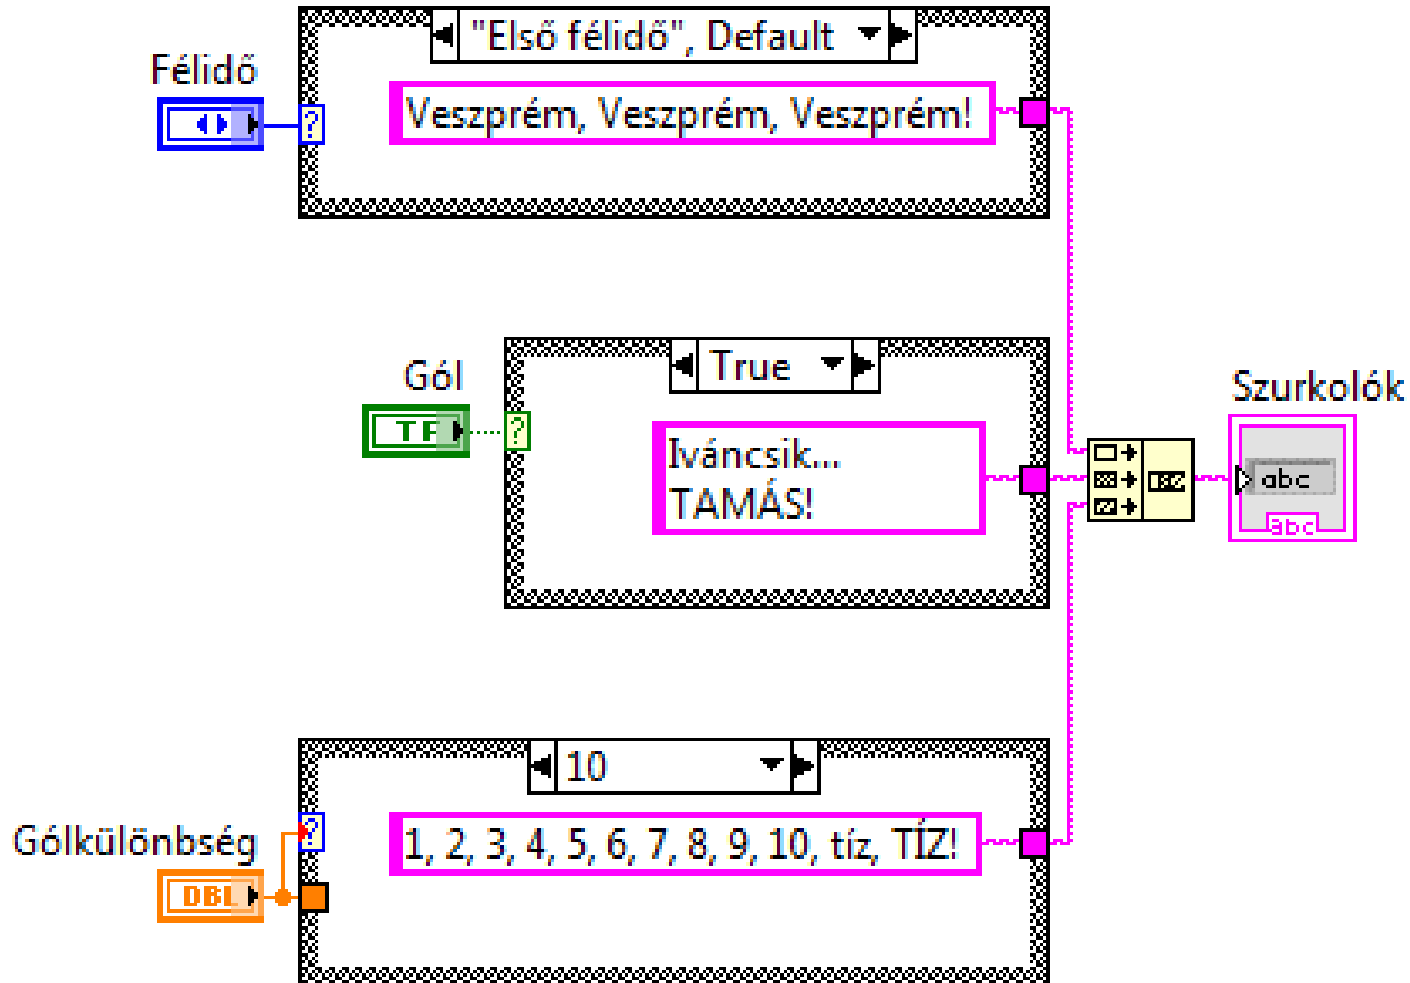 "Első félidő", Default
Félidő
?
Veszprém, Veszprém, Veszprém!
True
Gól
TF
?
Iváncsik...
TAMÁS!
Szurkolók
abc
abc
10
Gólkülönbség
?
1, 2, 3, 4, 5, 6, 7, 8, 9, 10, tíz, TÍZ!
DBL